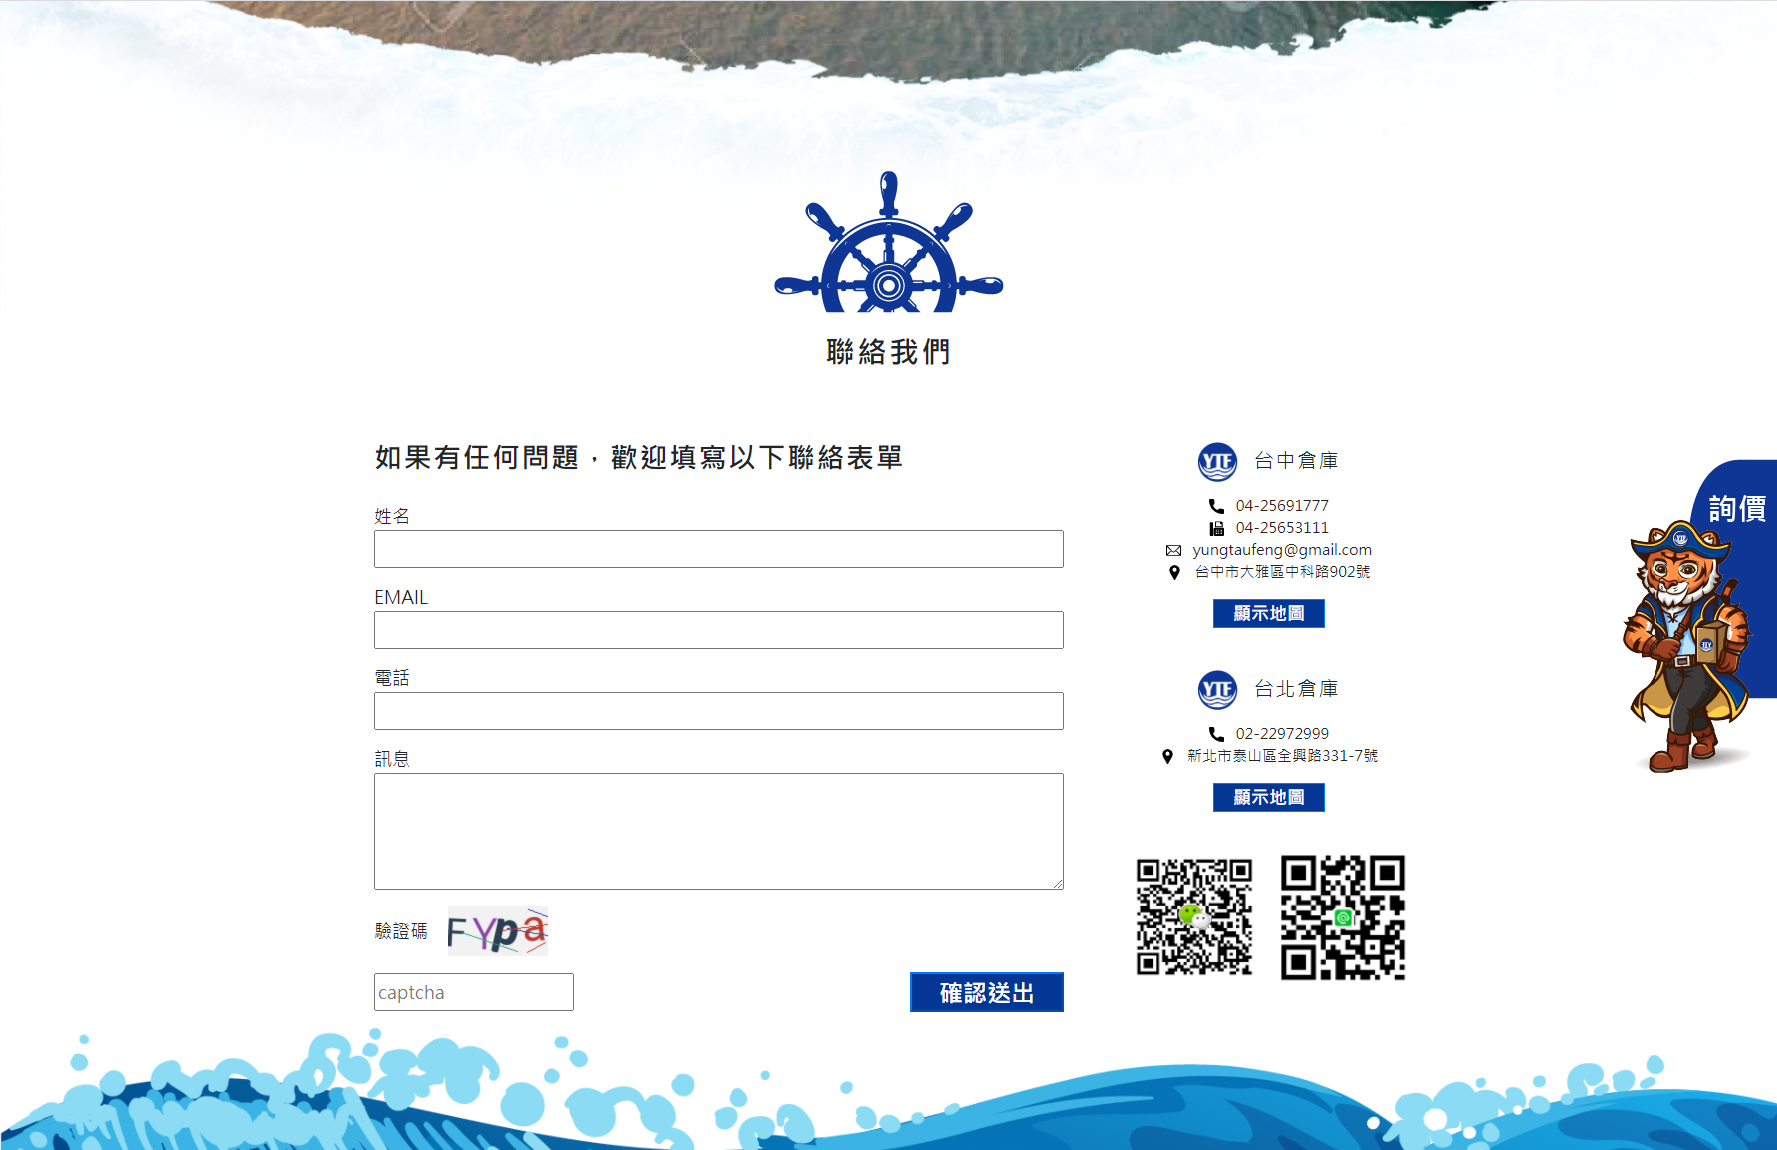 聯絡我們
如果有任何問題，歡迎填寫以下聯絡表單
姓名
EMAIL
電話
訊息
驗證碼 FYpa
captcha
確認送出
YTF 台中倉庫
04-25691777
04-25653111
yungtaufeng@gmail.com
台中市大雅區中科路902號
顯示地圖
YTF 台北倉庫
02-22972999
新北市泰山區全興路331-7號
顯示地圖
詢價
YTF